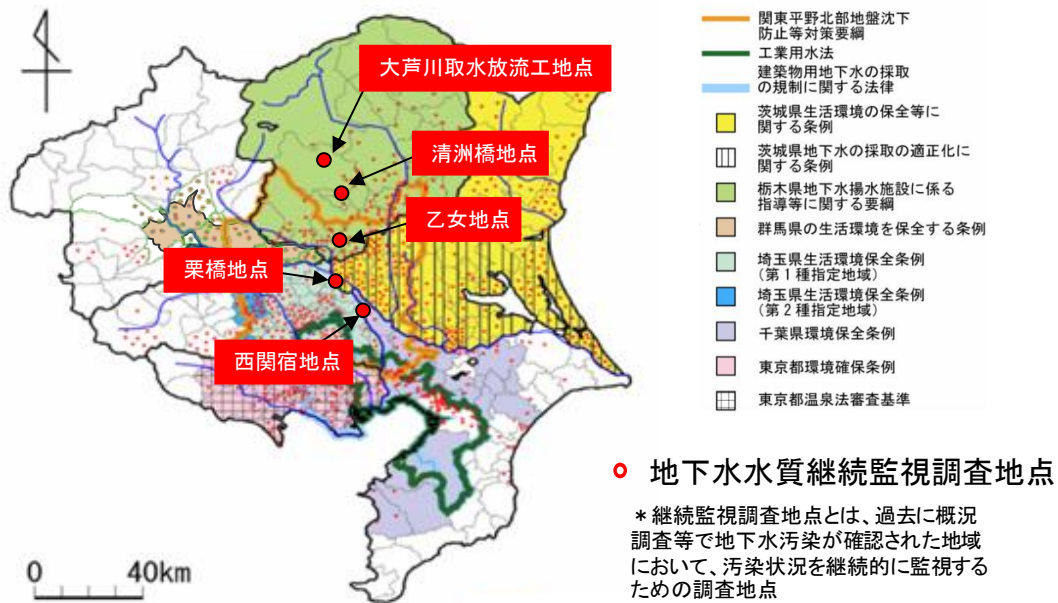 大芦川取水放流工地点
清洲橋地点
乙女地点
栗橋地点
西関宿地点
0 40km
関東平野北部地盤沈下
防止等対策要綱
工業用水法
建築物用地下水の採取
の規制に関する法律
茨城県生活環境の保全等に
関する条例
茨城県地下水の採取の適正化に
関する条例
栃木県地下水揚水施設に係る
指導等に関する要綱
群馬県の生活環境を保全する条例
埼玉県生活環境保全条例
(第1種指定地域)
埼玉県生活環境保全条例
(第2種指定地域)
千葉県環境保全条例
東京都環境確保条例
東京都温泉法審査基準
地下水水質継続監視調査地点
*継続監視調査地点とは、過去に概況
調査等で地下水汚染が確認された地域
において、汚染状況を継続的に監視する
ための調査地点